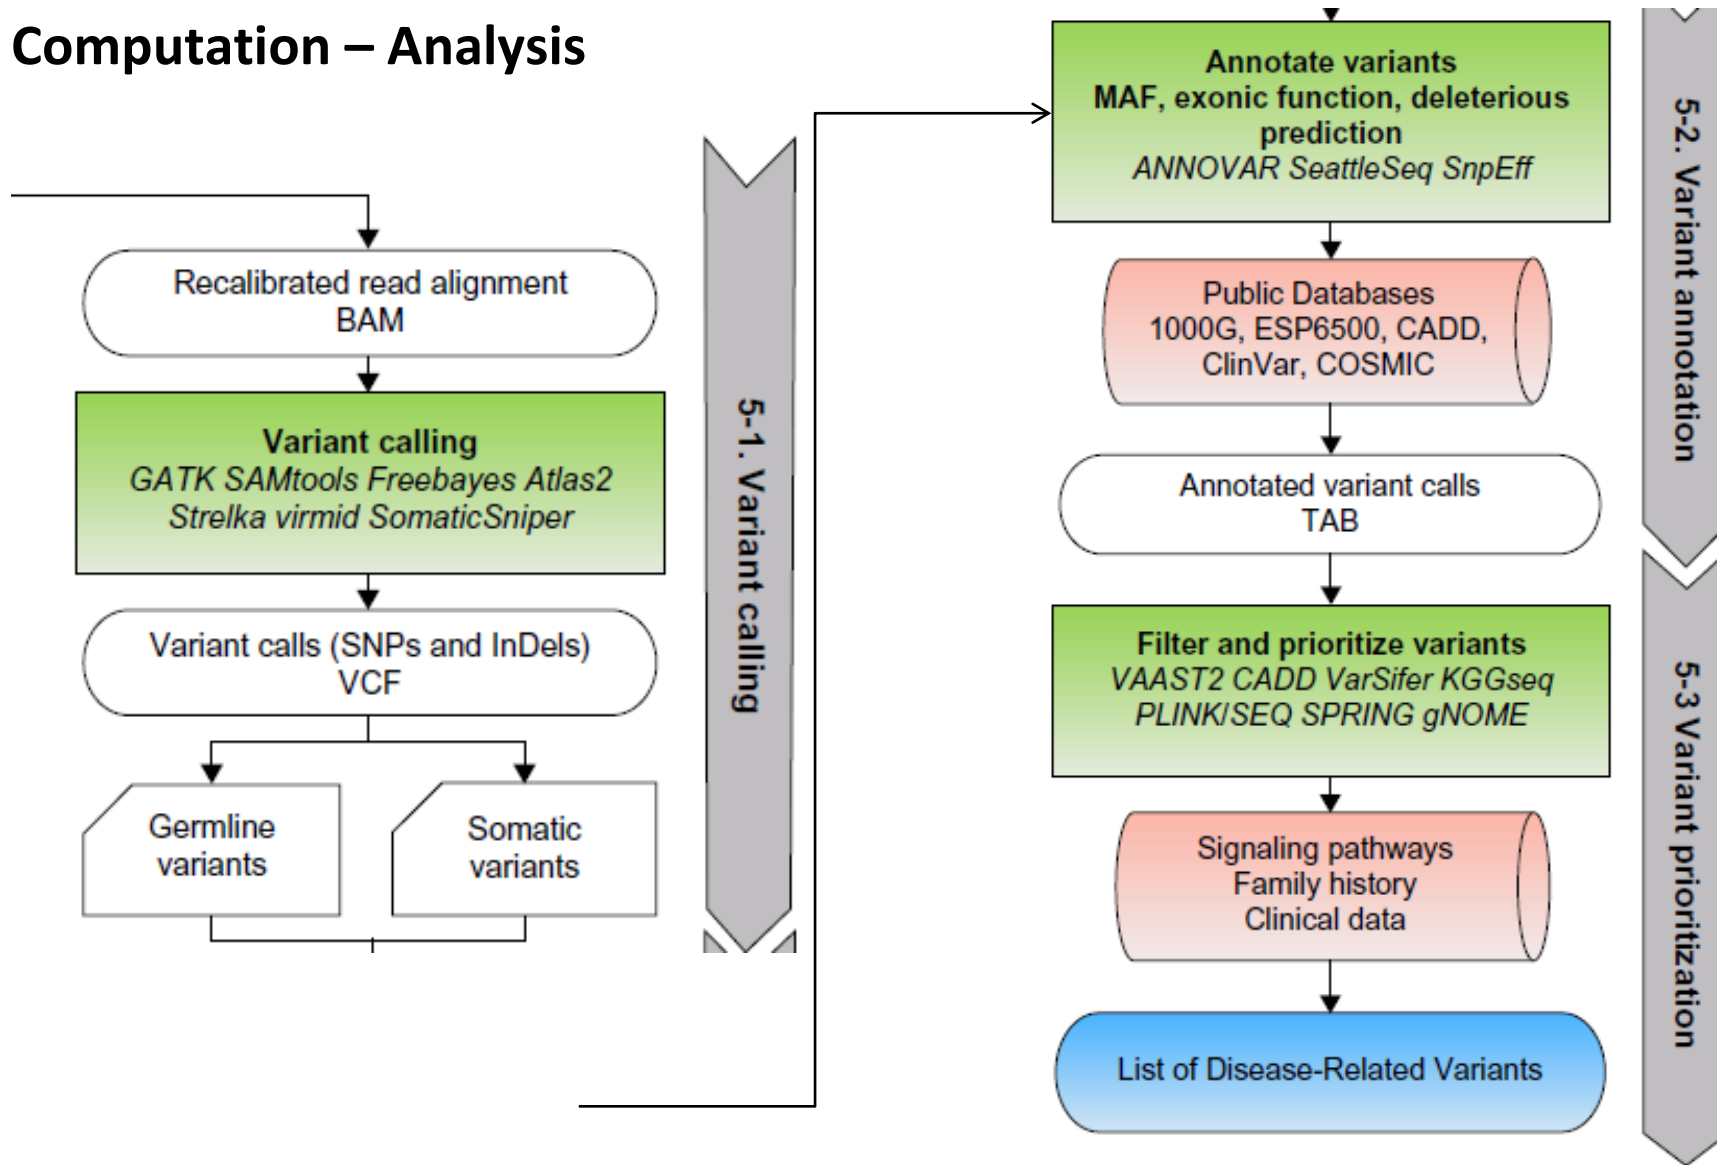 Computation – Analysis
Recalibrated read alignment
BAM
Variant calling
GATK SAMtools Freebayes Atlas2
Strelka virmid SomaticSniper
Variant calls (SNPs and InDels)
VCF
Germline
variants
Somatic
variants
5-1. Variant calling
Annotate variants
MAF, exonic function, deleterious
prediction
ANNOVAR SeattleSeq SnpEff
Public Databases
1000G, ESP6500, CADD,
ClinVar, COSMIC
Annotated variant calls
TAB
5-2. Variant annotation
Filter and prioritize variants
VAAST2 CADD VarSifer KGGseq
PLINK/SEQ SPRING gNOME
Signaling pathways
Family history
Clinical data
List of Disease-Related Variants
5-3 Variant prioritization